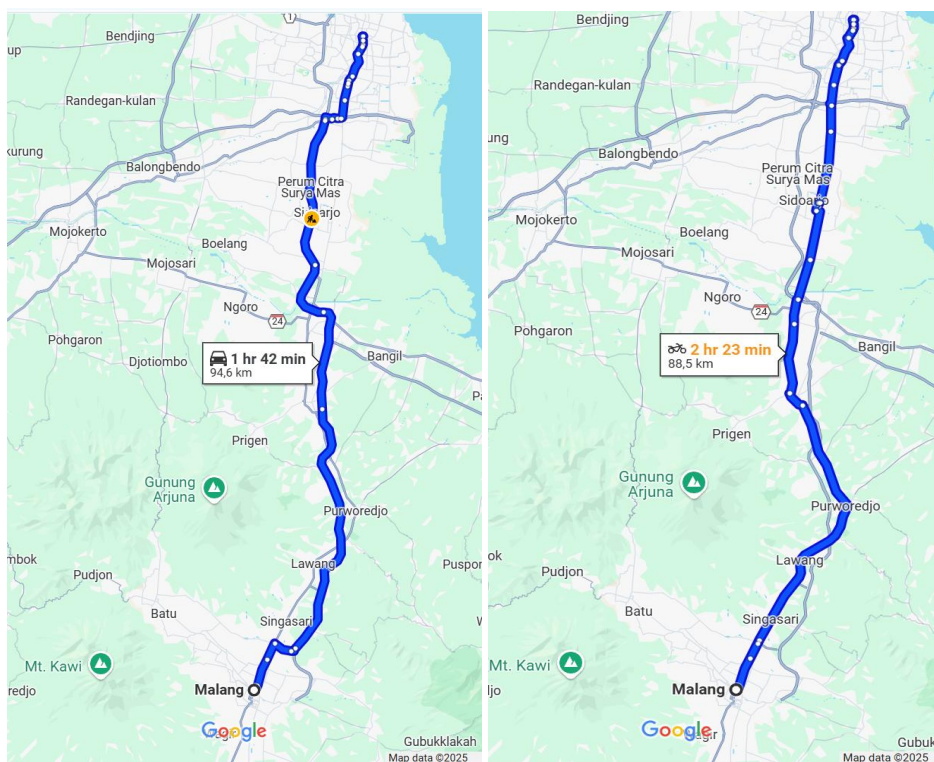 Bendjing
1
Randegan-kulan
Balongbendo
Perum Citra
Surya Mas
Sidoarjo
Mojokerto
Boelang
Mojosari
Ngoro
24
Pohgaron
Djotiombo
1 hr 42 min
94,6 km
Bangil
Prigen
Gunung
Arjuna
Purworedjo
Lawang
Pudjon
Batu
Singasari
Mt. Kawi
redjo
Malang
Google
Gubukklakah
Map data ©2025
Bendjing
Randegan-kulan
Balongbendo
Perum Citra
Surya Mas
Sidoarjo
Mojokerto
Boelang
Mojosari
Ngoro
24
Pohgaron
2 hr 23 min
88,5 km
Bangil
Prigen
Gunung
Arjuna
Purworedjo
Lawang
Pudjon
Batu
Singasari
Mt. Kawi
Malang
Google
Gubukklakah
Map data ©2025